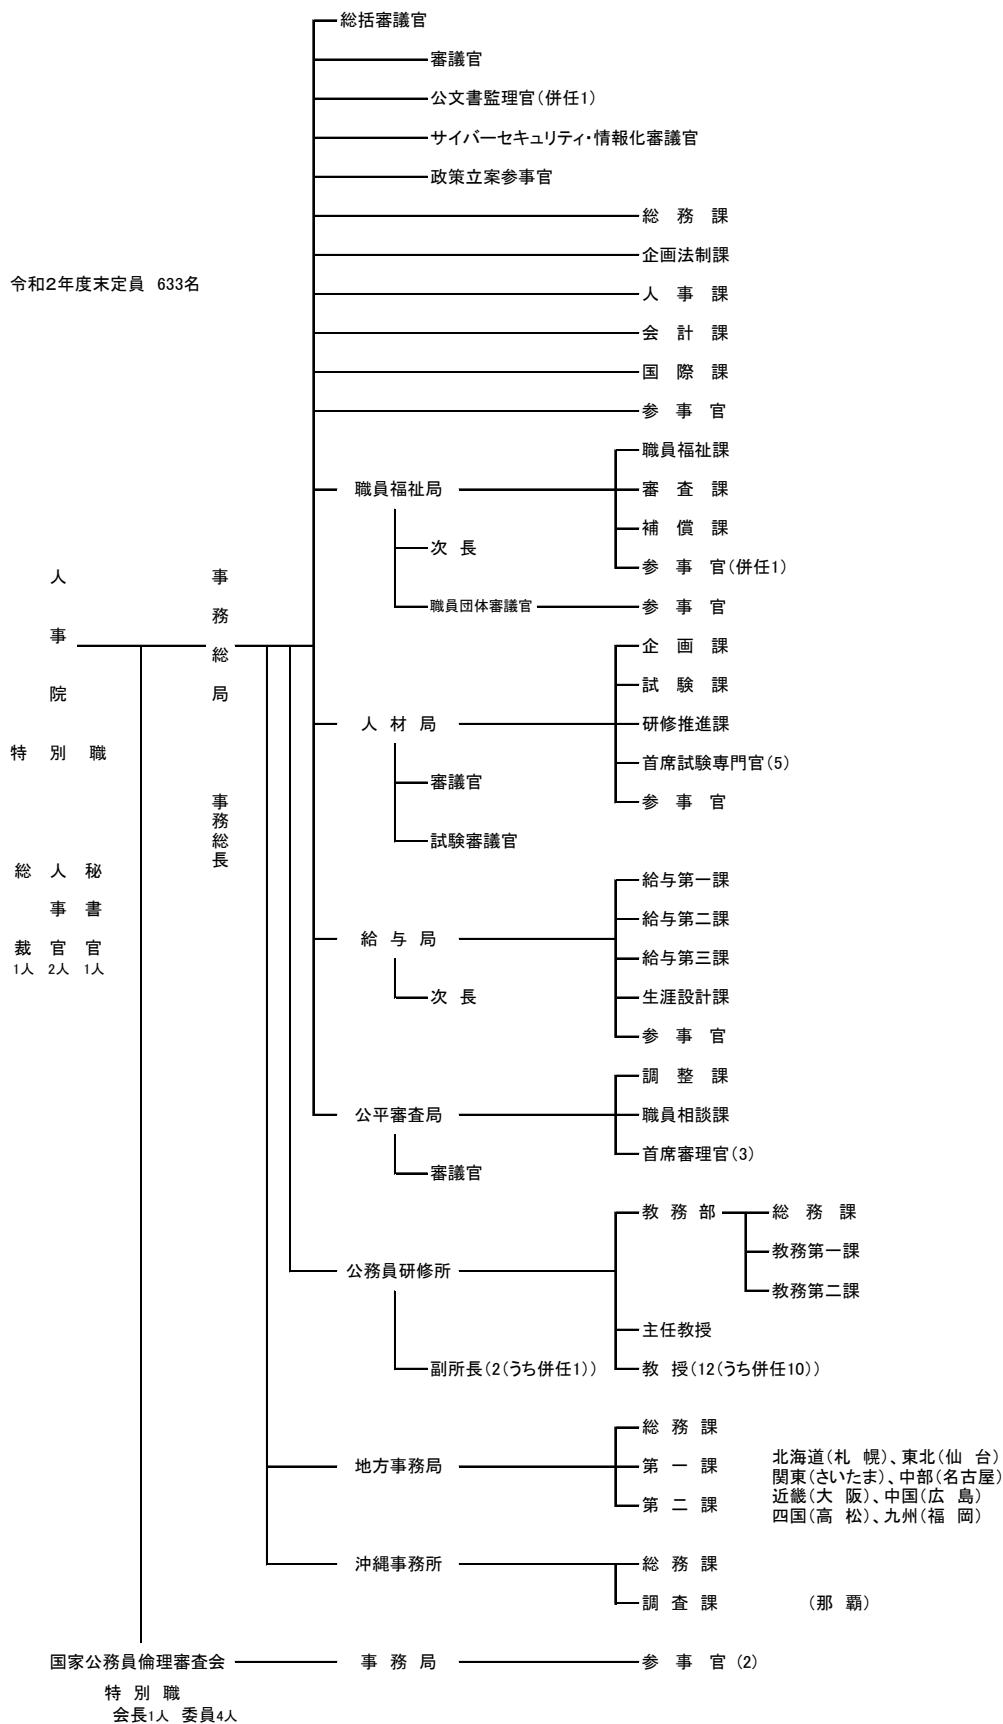 総括審議官
審議官
公文書監理官(併任1)
サイバーセキュリティ・情報化審議官
政策立案参事官
総 務 課
企画法制課
令和2年度末定員 633名
人 事 課
会 計 課
国 際 課
参 事 官
職員福祉課
職員福祉局
審 査 課
補 償 課
次 長
参 事 官(併任1)
職員団体審議官
参 事 官
人 事 院
事 務 総 局
特 別 職
事務総長
総 裁 1人
人 事 官 2人
秘 書 官 1人
企 画 課
試 験 課
人 材 局
研修推進課
首席試験専門官(5)
審議官
参 事 官
試験審議官
給与第一課
給与第二課
給 与 局
給与第三課
次 長
生涯設計課
参 事 官
調 整 課
公平審査局
職員相談課
首席審理官(3)
審議官
教 務 部
総 務 課
教務第一課
公務員研修所
教務第二課
主任教授
副所長(2(うち併任1))
教 授(12(うち併任10))
総 務 課
地方事務局
第 一 課
第 二 課
北海道(札 幌)、東北(仙 台)
関東(さいたま)、中部(名古屋)
近畿(大 阪)、中国(広 島)
四国(高 松)、九州(福 岡)
沖縄事務所
総 務 課
調 査 課
(那 覇)
国家公務員倫理審査会
事 務 局
参 事 官 (2)
特 別 職
会長1人 委員4人